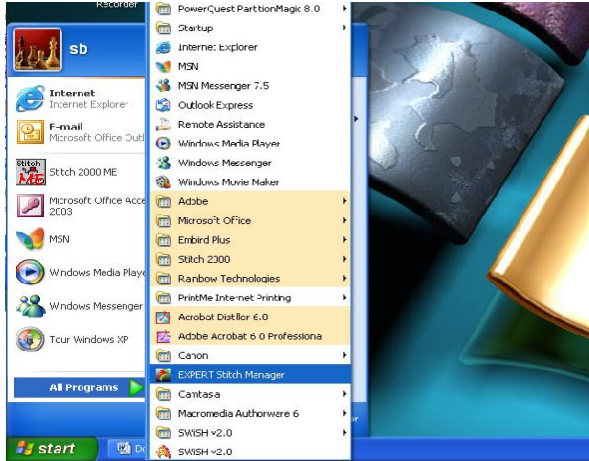 Recorder
sb
Internet
Internet Explorer
E-mail
Microsoft Office Outl
Stitch 2000 ME
Microsoft Office Acce
2003
MSN
Windows Media Playe
Windows Messenger
Tour Windows XP
All Programs
start
PowerQuest PartitionMagic 8.0
Startup
Internet Explorer
MSN
MSN Messenger 7.5
Outlook Express
Remote Assistance
Windows Media Player
Windows Messenger
Windows Movie Maker
Adobe
Microsoft Office
Embird Plus
Stitch 2000
Rainbow Technologies
PrintMe Internet Printing
Acrobat Distiller 6.0
Adobe Acrobat 6.0 Professiona
Canon
EXPERT Stitch Manager
Camtasia
Macromedia Authorware 6
SWiSH v2.0
SWiSH v2.0